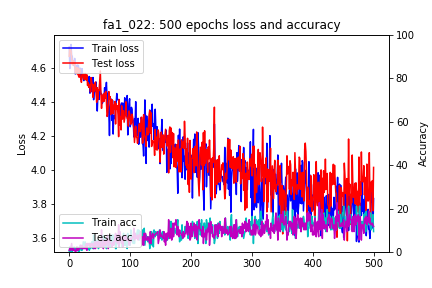 fa1_022: 500 epochs loss and accuracy
Train loss
Test loss
Train acc
Test acc
Loss
4.6
4.4
4.2
4.0
3.8
3.6
Accuracy
100
80
60
40
20
0
0
100
200
300
400
500